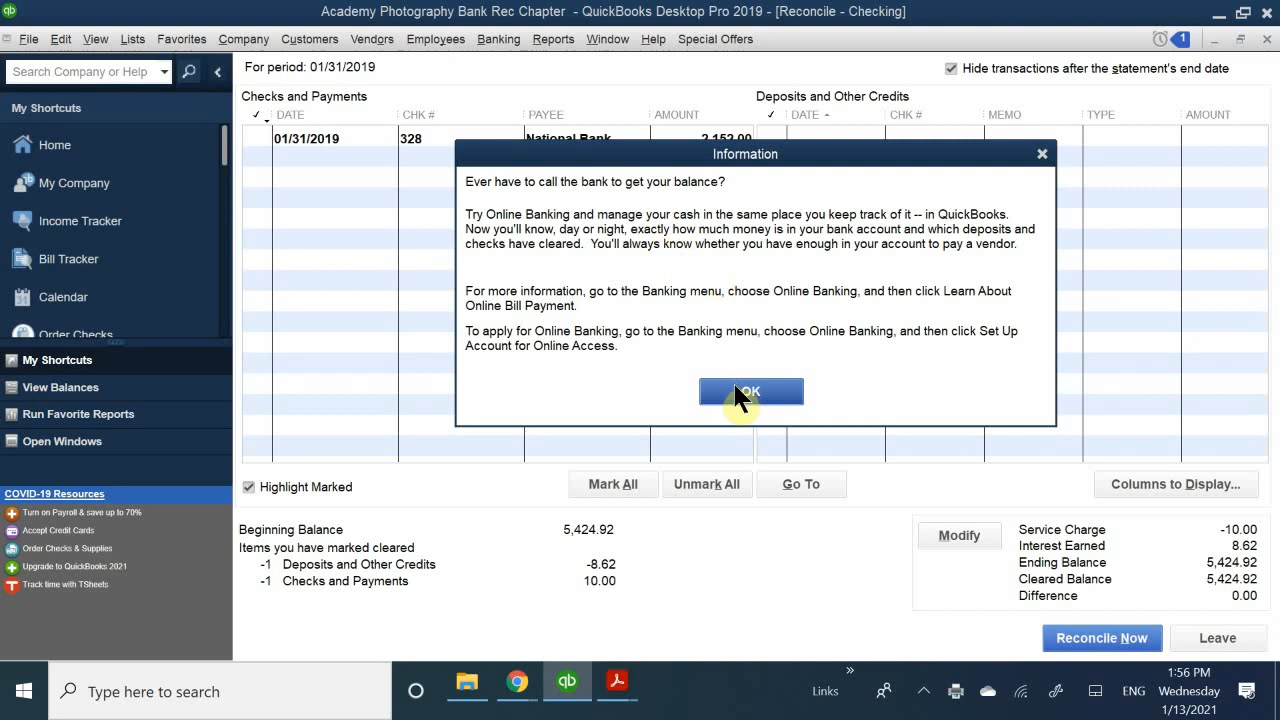 Academy Photography Bank Rec Chapter - QuickBooks Desktop Pro 2019 - [Reconcile - Checking]
File Edit View Lists Favorites Company Customers Vendors Employees Banking Reports Window Help Special Offers
1
Search Company or Help
My Shortcuts
Home
My Company
Income Tracker
Bill Tracker
Calendar
Order Checks
My Shortcuts
View Balances
Run Favorite Reports
Open Windows
COVID-19 Resources
Turn on Payroll & save up to 70%
Accept Credit Cards
Order Checks & Supplies
Upgrade to QuickBooks 2021
Track time with TSheets
For period: 01/31/2019
Hide transactions after the statement's end date
Checks and Payments
Deposits and Other Credits
DATE CHK # PAYEE AMOUNT
DATE CHK # MEMO TYPE AMOUNT
01/31/2019 328 National Bank 2,152.00
Information
Ever have to call the bank to get your balance?
Try Online Banking and manage your cash in the same place you keep track of it -- in QuickBooks.
Now you'll know, day or night, exactly how much money is in your bank account and which deposits and
checks have cleared. You'll always know whether you have enough in your account to pay a vendor.
For more information, go to the Banking menu, choose Online Banking, and then click Learn About
Online Bill Payment.
To apply for Online Banking, go to the Banking menu, choose Online Banking, and then click Set Up
Account for Online Access.
OK
Highlight Marked
Mark All Unmark All Go To
Columns to Display...
Beginning Balance 5,424.92
Items you have marked cleared
-1 Deposits and Other Credits -8.62
-1 Checks and Payments 10.00
Modify
Service Charge -10.00
Interest Earned 8.62
Ending Balance 5,424.92
Cleared Balance 5,424.92
Difference 0.00
Reconcile Now Leave
Type here to search
qb
Links
»
ENG
1:56 PM
Wednesday
1/13/2021